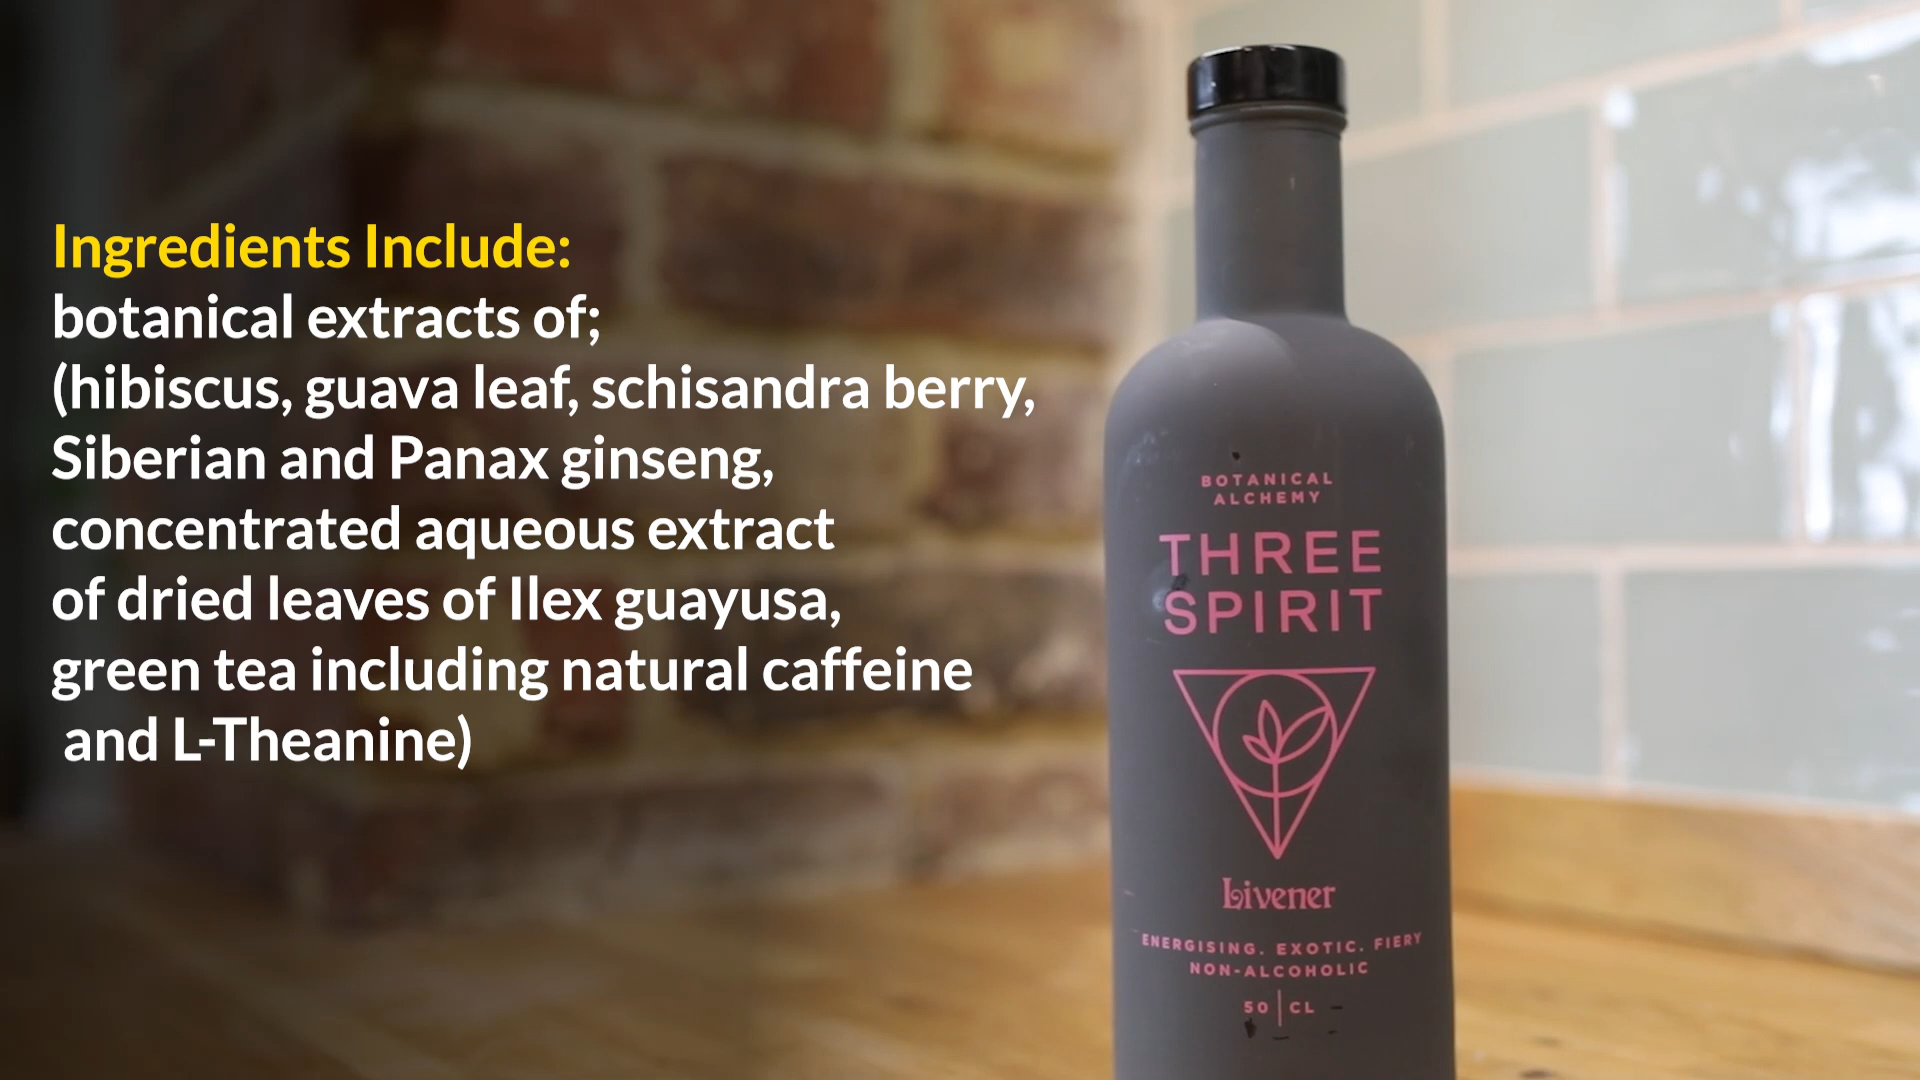 Ingredients Include:
botanical extracts of;
(hibiscus, guava leaf, schisandra berry,
Siberian and Panax ginseng,
concentrated aqueous extract
of dried leaves of Ilex guayusa,
green tea including natural caffeine
and L-Theanine)
BOTANICAL
ALCHEMY
THREE
SPIRIT
Livener
ENERGISING. EXOTIC. FIERY
NON-ALCOHOLIC
50 | CL